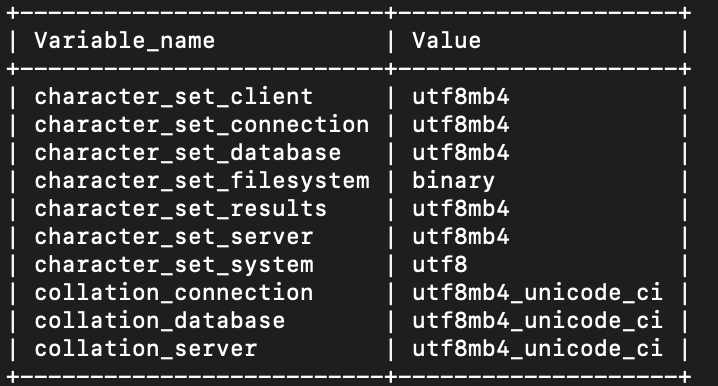 +----------------------------+--------------------+
| Variable_name              | Value              |
+----------------------------+--------------------+
| character_set_client       | utf8mb4            |
| character_set_connection   | utf8mb4            |
| character_set_database     | utf8mb4            |
| character_set_filesystem   | binary             |
| character_set_results      | utf8mb4            |
| character_set_server       | utf8mb4            |
| character_set_system       | utf8               |
| collation_connection       | utf8mb4_unicode_ci |
| collation_database         | utf8mb4_unicode_ci |
| collation_server           | utf8mb4_unicode_ci |
+----------------------------+--------------------+